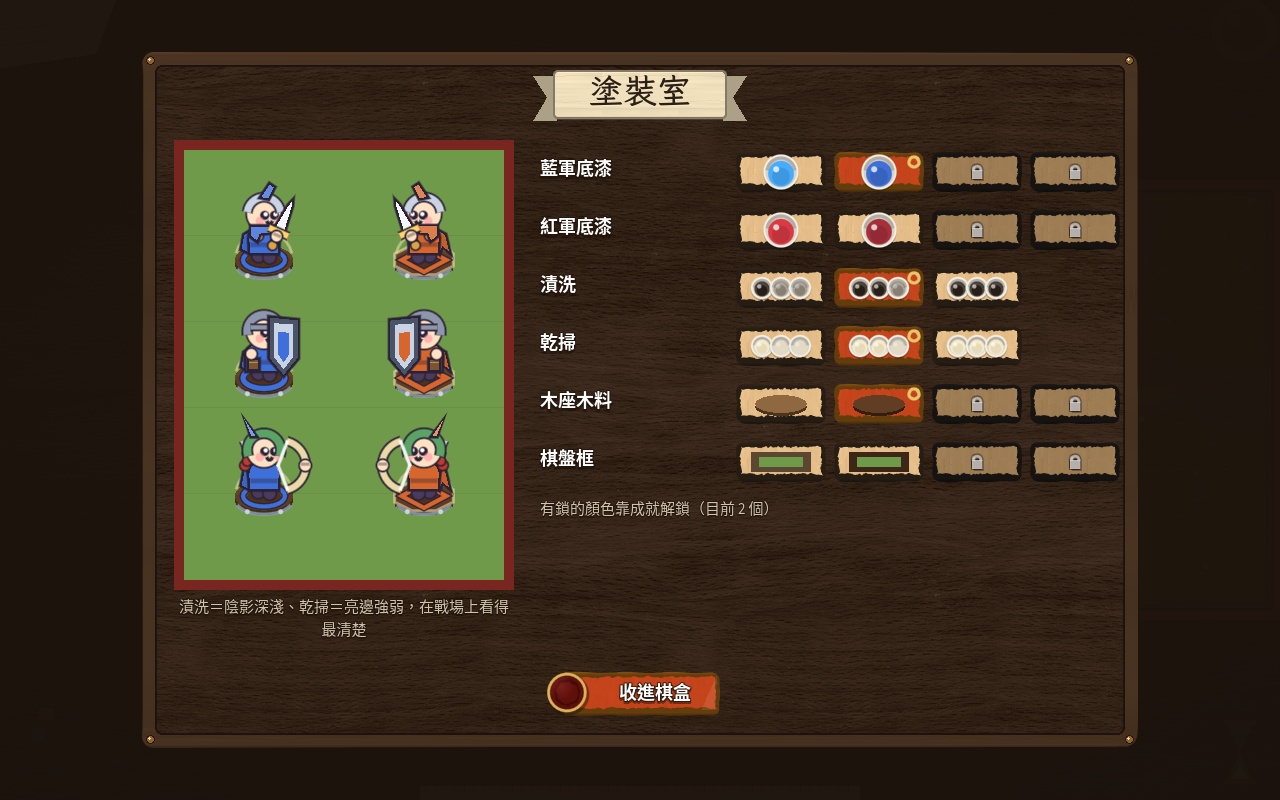 塗裝室
藍軍底漆
紅軍底漆
漬洗
乾掃
木座木料
棋盤框
有鎖的顏色靠成就解鎖（目前 2 個）
漬洗＝陰影深淺、乾掃＝亮邊強弱，在戰場上看得
最清楚
收進棋盒